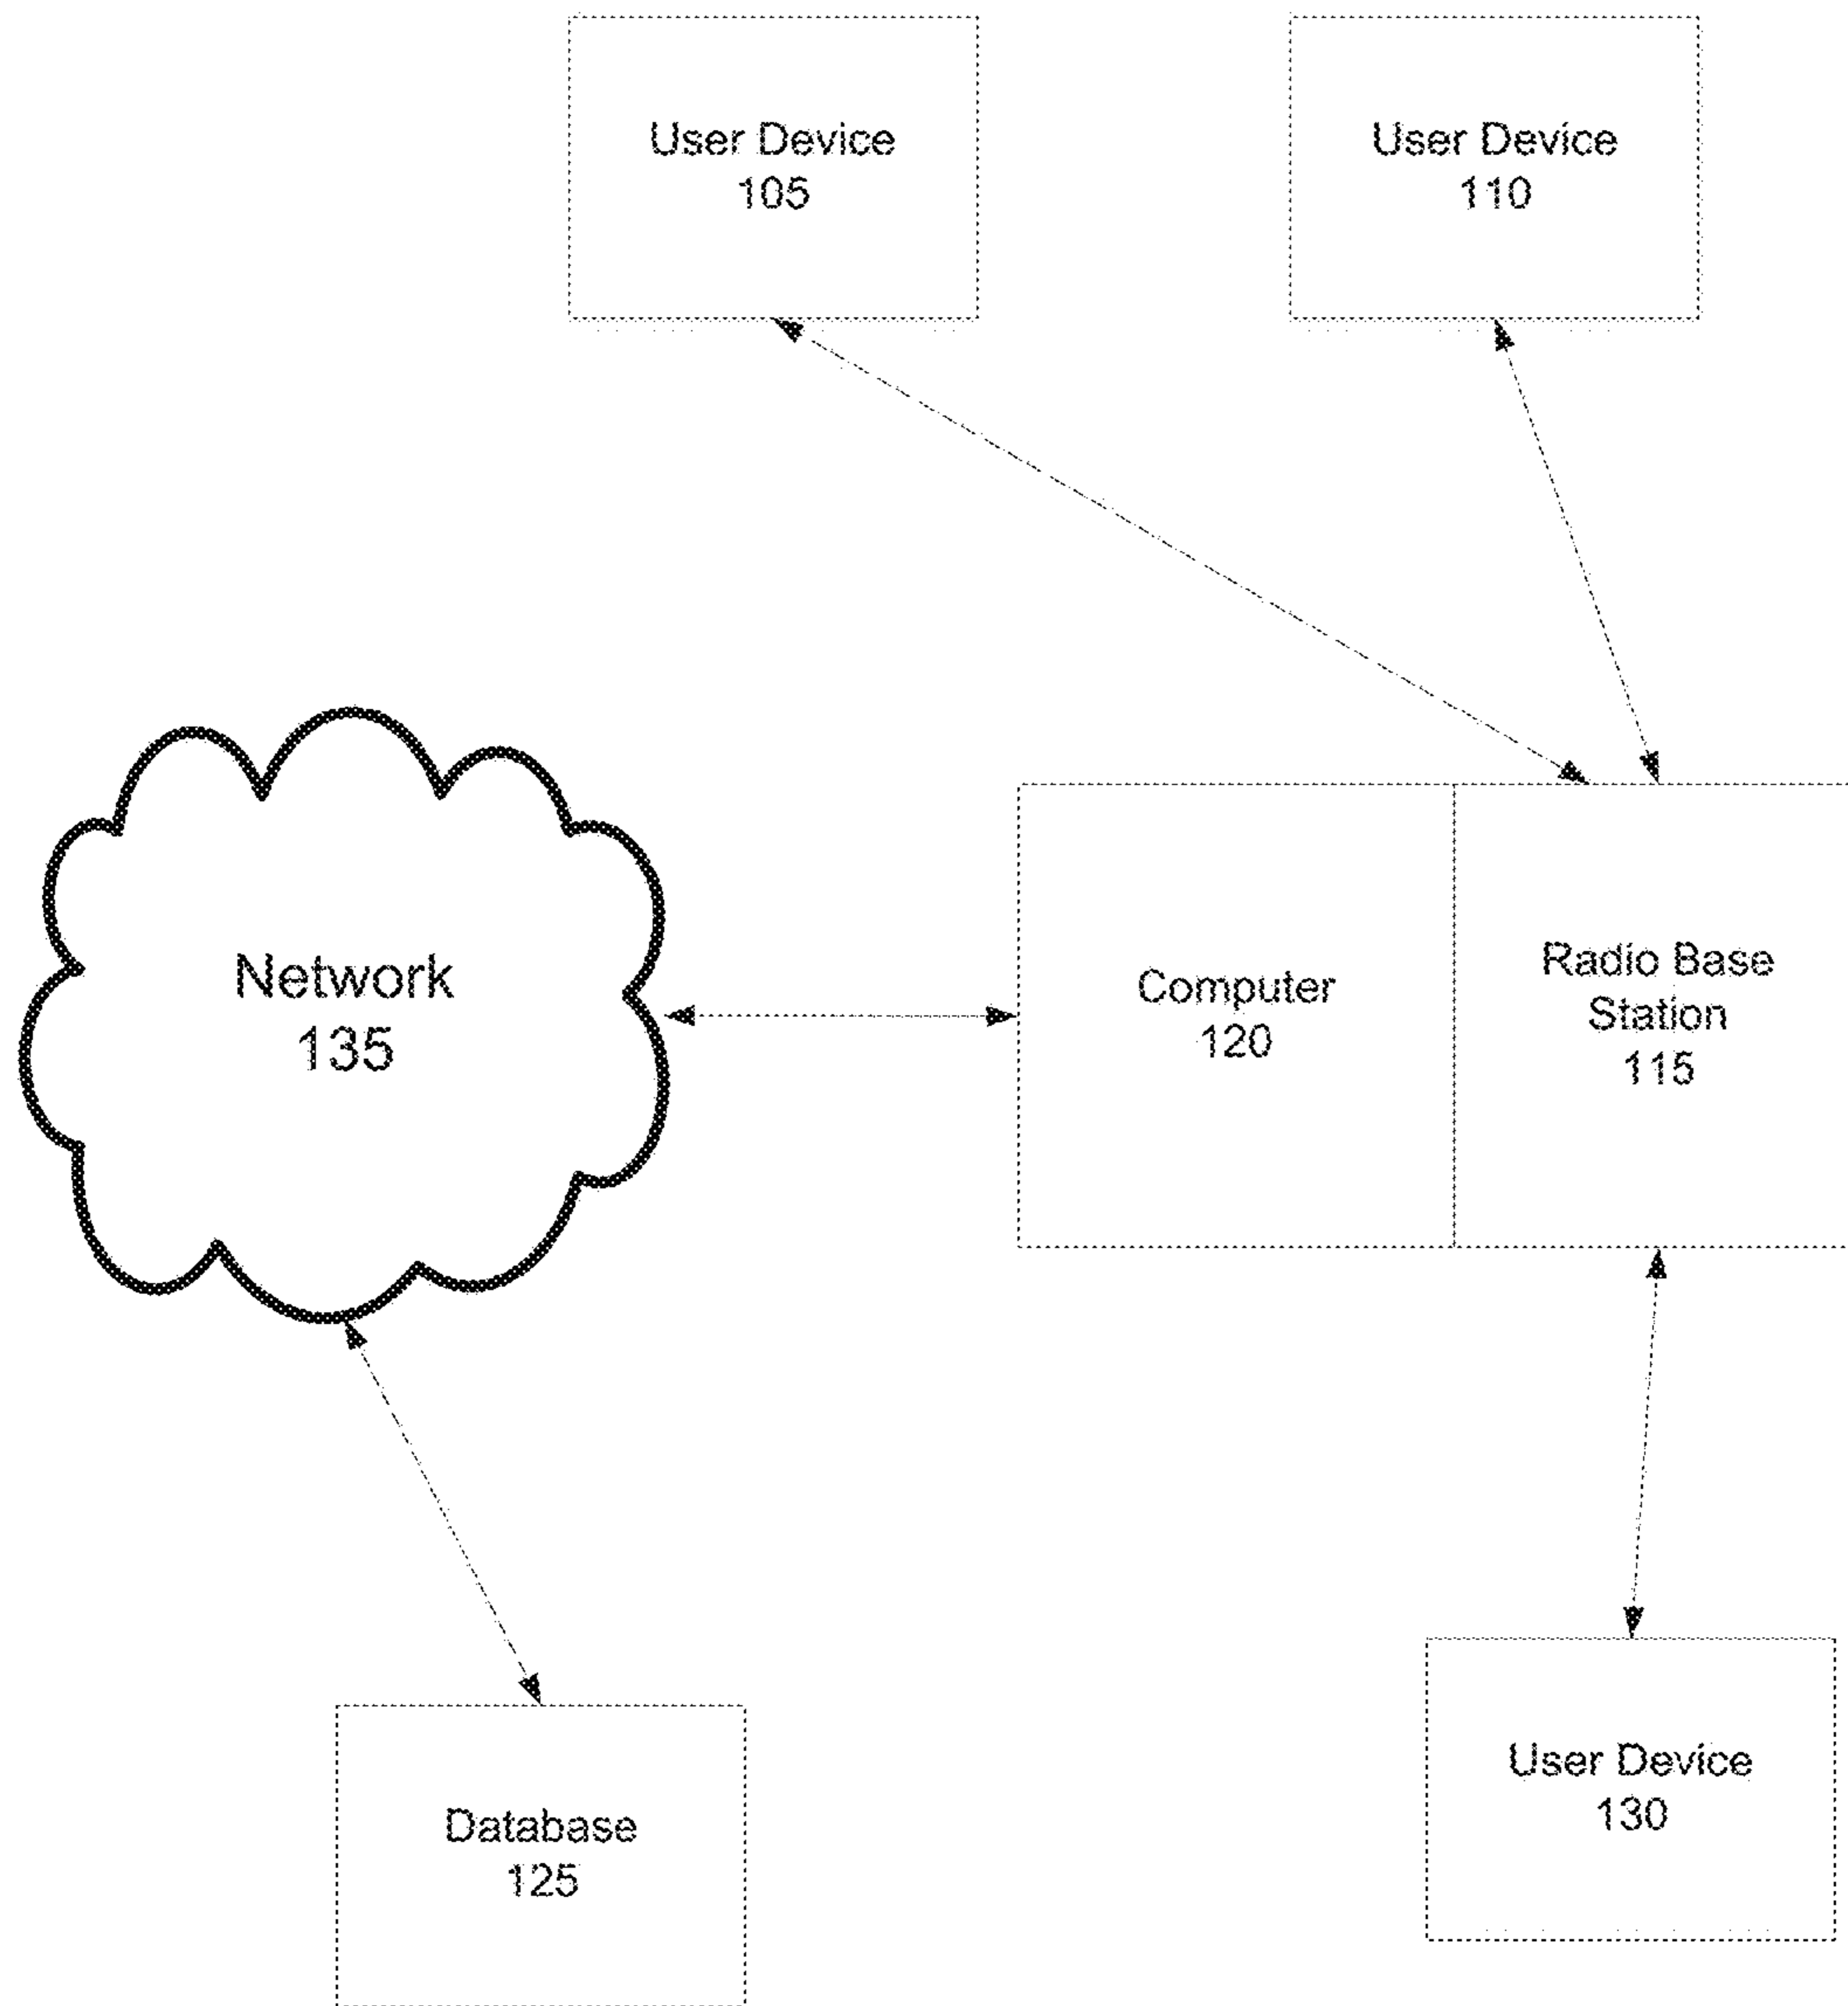 User Device
105
User Device
110
Network
135
Computer
120
Radio Base
Station
115
Database
125
User Device
130